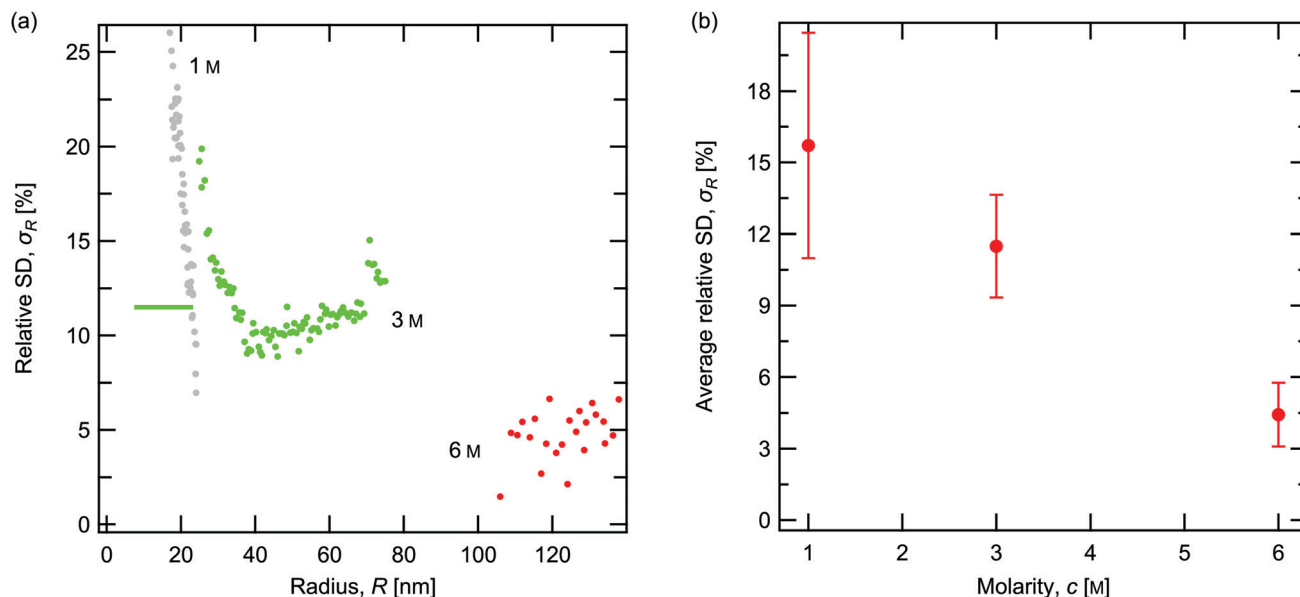 (a)
Relative SD, σR [%]
25
20
15
10
5
0
1 M
3 M
6 M
0 20 40 60 80 100 120
Radius, R [nm]
(b)
Average relative SD, σR [%]
18
15
12
9
6
3
0
1 2 3 4 5 6
Molarity, c [M]